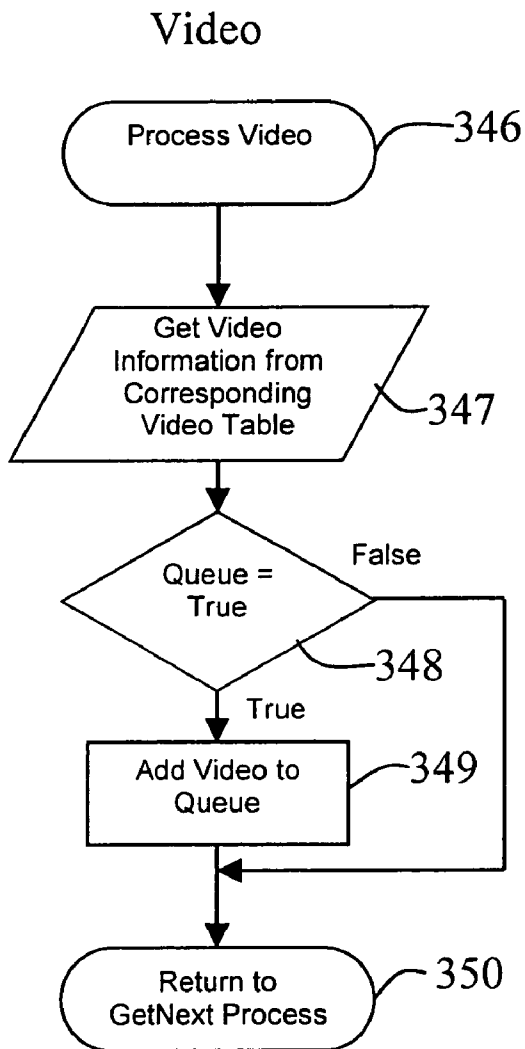 Video
Process Video
346
Get Video
Information from
Corresponding
Video Table
347
Queue =
True
False
348
True
Add Video to
Queue
349
Return to
GetNext Process
350